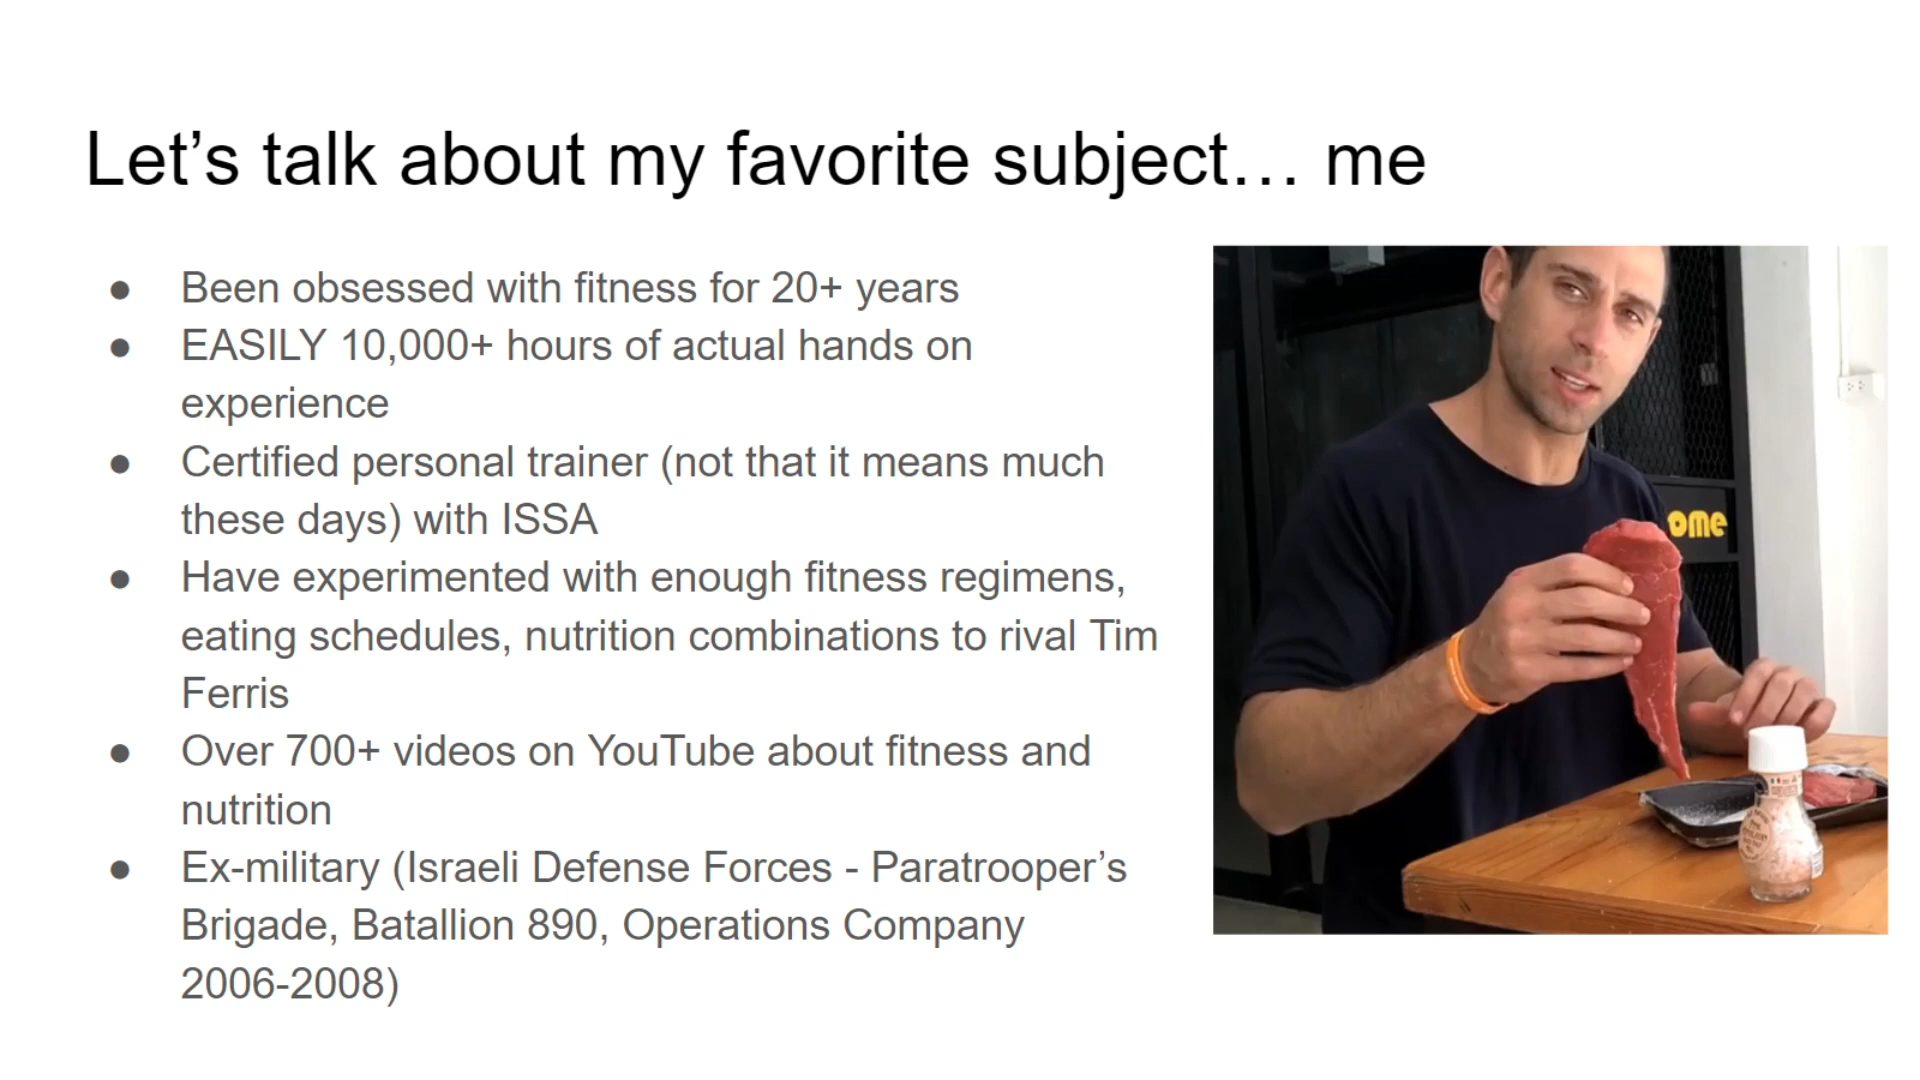 Let’s talk about my favorite subject… me
● Been obsessed with fitness for 20+ years
● EASILY 10,000+ hours of actual hands on
experience
● Certified personal trainer (not that it means much
these days) with ISSA
● Have experimented with enough fitness regimens,
eating schedules, nutrition combinations to rival Tim
Ferris
● Over 700+ videos on YouTube about fitness and
nutrition
● Ex-military (Israeli Defense Forces - Paratrooper’s
Brigade, Batallion 890, Operations Company
2006-2008)
ome